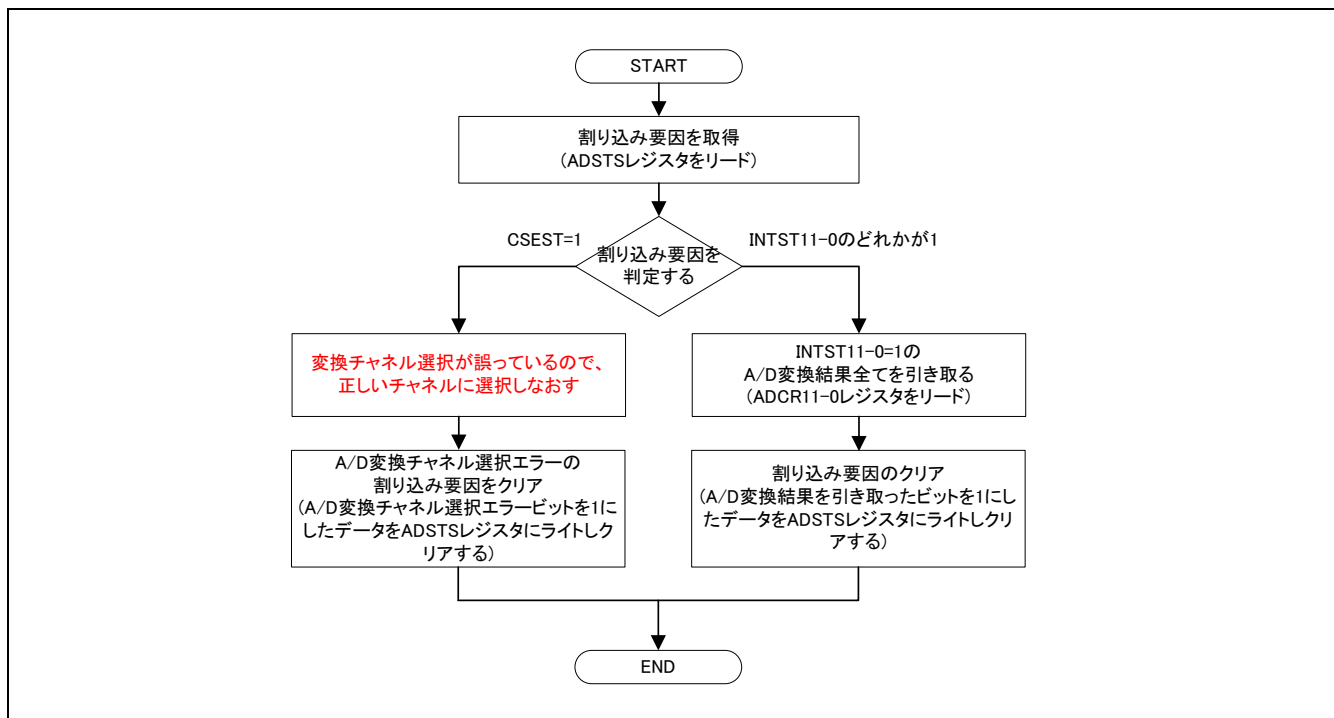 START
割り込み要因を取得
(ADSTSレジスタをリード)
CSEST=1
INTST11-0のどれかが1
割り込み要因を
判定する
変換チャネル選択が誤っているので、
正しいチャネルに選択しなおす
INTST11-0=1の
A/D変換結果全てを引き取る
(ADCR11-0レジスタをリード)
A/D変換チャネル選択エラーの
割り込み要因をクリア
(A/D変換チャネル選択エラービットを1に
したデータをADSTSレジスタにライトしク
リアする)
割り込み要因のクリア
(A/D変換結果を引き取ったビットを1にし
たデータをADSTSレジスタにライトしクリ
アする)
END